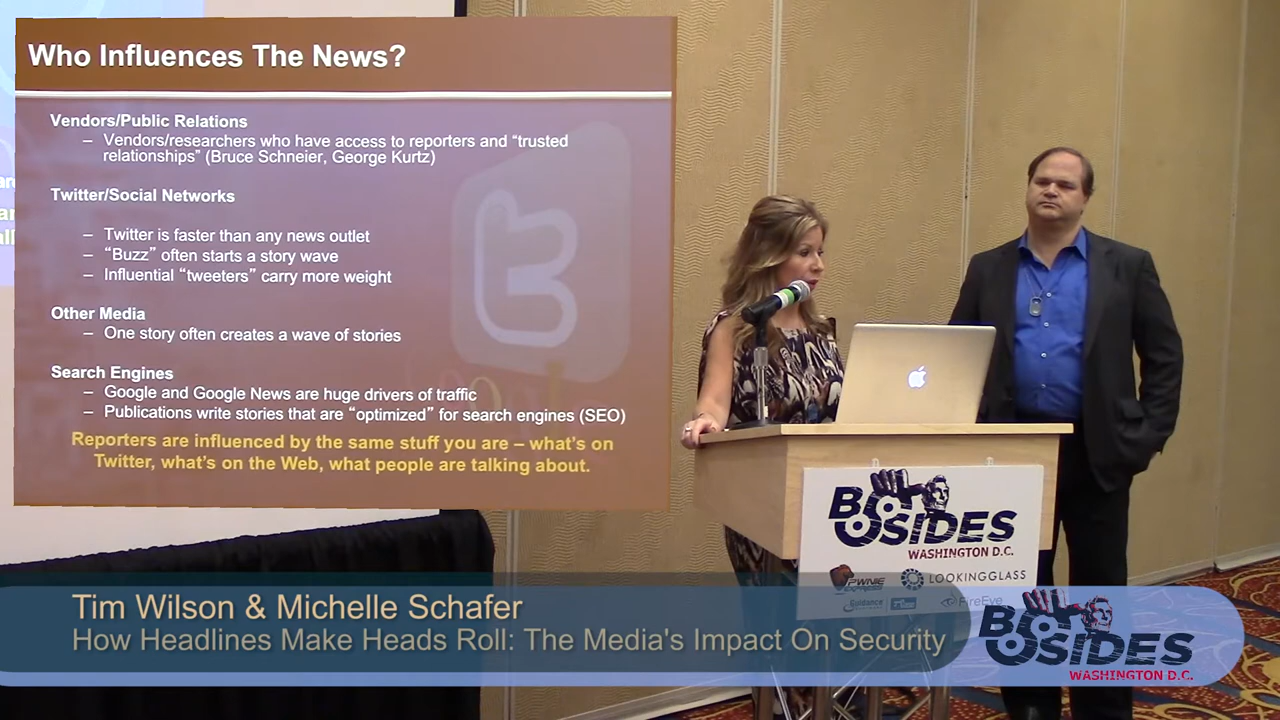 Who Influences The News?
Vendors/Public Relations
– Vendors/researchers who have access to reporters and “trusted
relationships” (Bruce Schneier, George Kurtz)
Twitter/Social Networks
– Twitter is faster than any news outlet
– “Buzz” often starts a story wave
– Influential “tweeters” carry more weight
Other Media
– One story often creates a wave of stories
Search Engines
– Google and Google News are huge drivers of traffic
– Publications write stories that are “optimized” for search engines (SEO)
Reporters are influenced by the same stuff you are – what’s on
Twitter, what’s on the Web, what people are talking about.
BSIDES
WASHINGTON D.C.
PWNIE
EXPRESS
LOOKINGGLASS
Guidance
FireEye
Tim Wilson & Michelle Schafer
How Headlines Make Heads Roll: The Media's Impact On Security
BSIDES
WASHINGTON D.C.